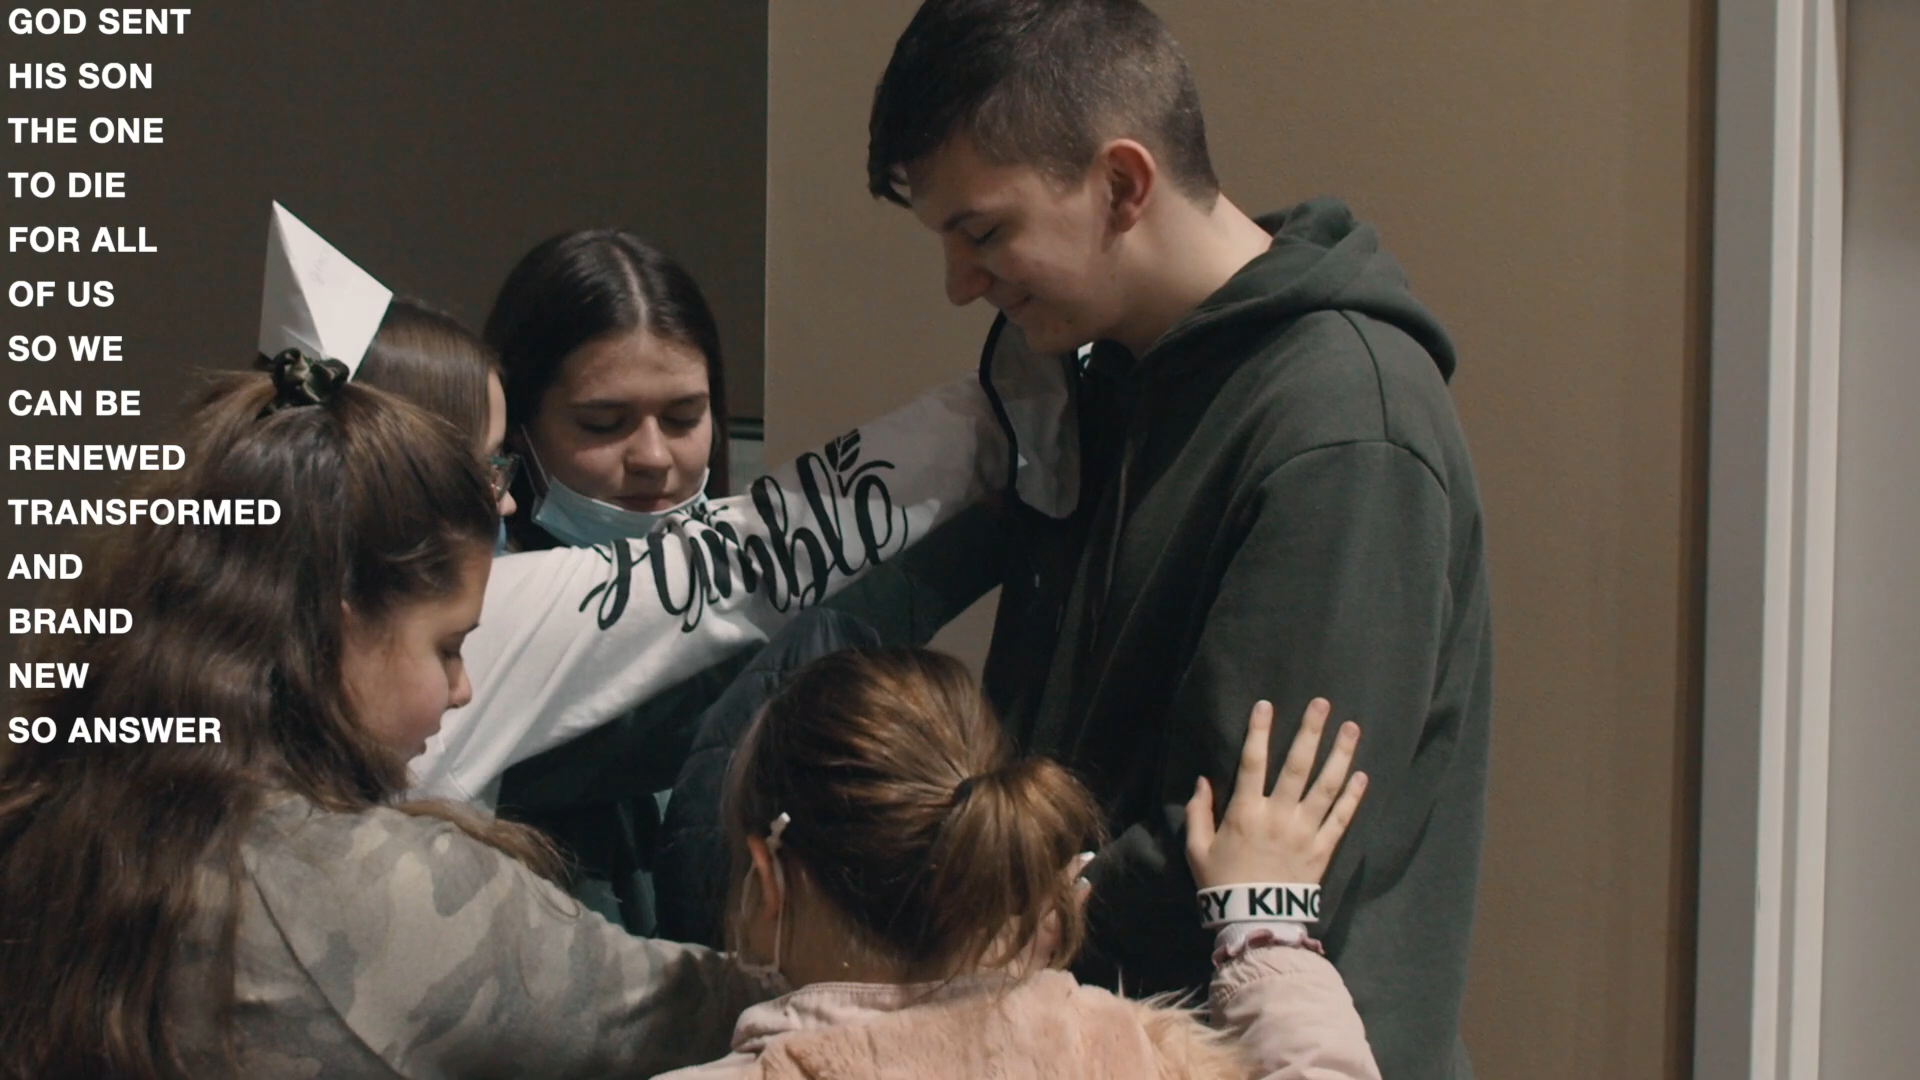 GOD SENT
HIS SON
THE ONE
TO DIE
FOR ALL
OF US
SO WE
CAN BE
RENEWED
TRANSFORMED
AND
BRAND
NEW
SO ANSWER
Humble
RY KING